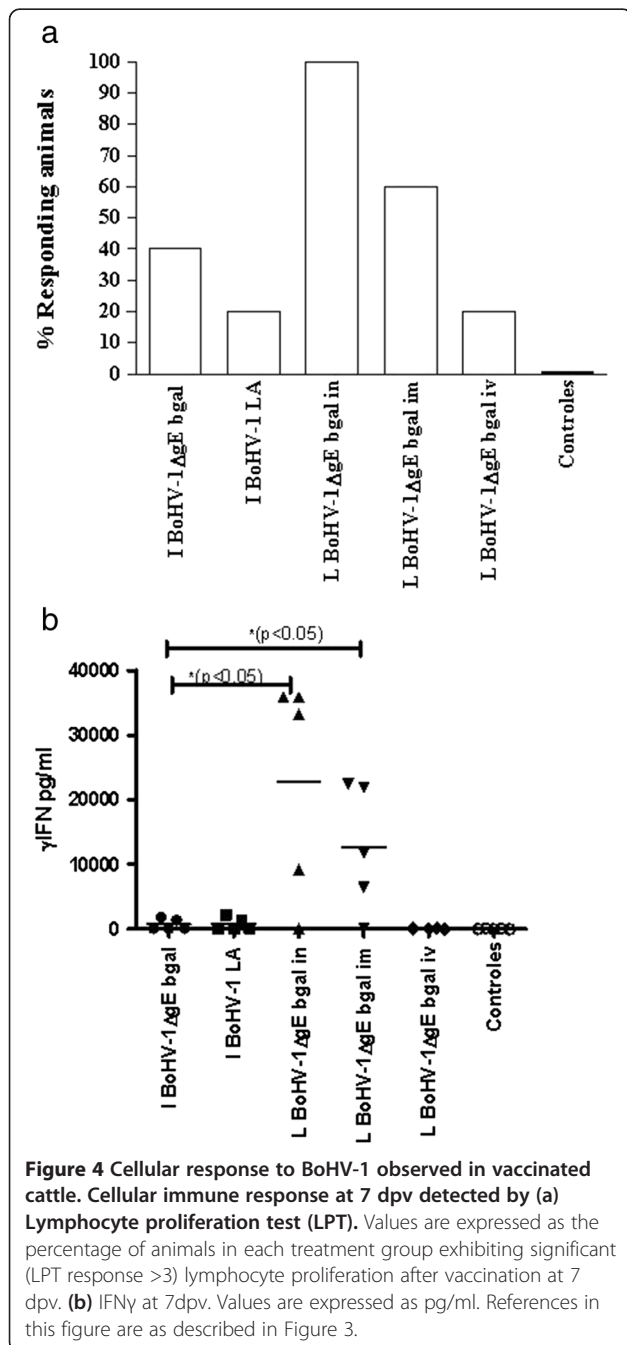 a
100
90
80
70
60
50
40
30
20
10
0
% Responding animals
I BoHV-1ΔgE bgal
I BoHV-1 LA
L BoHV-1ΔgE bgal in
L BoHV-1ΔgE bgal im
L BoHV-1ΔgE bgal iv
Controles
b
*(p<0.05)
*(p<0.05)
40000
30000
20000
10000
0
γIFN pg/ml
I BoHV-1ΔgE bgal
I BoHV-1 LA
L BoHV-1ΔgE bgal in
L BoHV-1ΔgE bgal im
L BoHV-1ΔgE bgal iv
Controles
Figure 4 Cellular response to BoHV-1 observed in vaccinated
cattle. Cellular immune response at 7 dpv detected by (a)
Lymphocyte proliferation test (LPT). Values are expressed as the
percentage of animals in each treatment group exhibiting significant
(LPT response >3) lymphocyte proliferation after vaccination at 7
dpv. (b) IFNγ at 7dpv. Values are expressed as pg/ml. References in
this figure are as described in Figure 3.